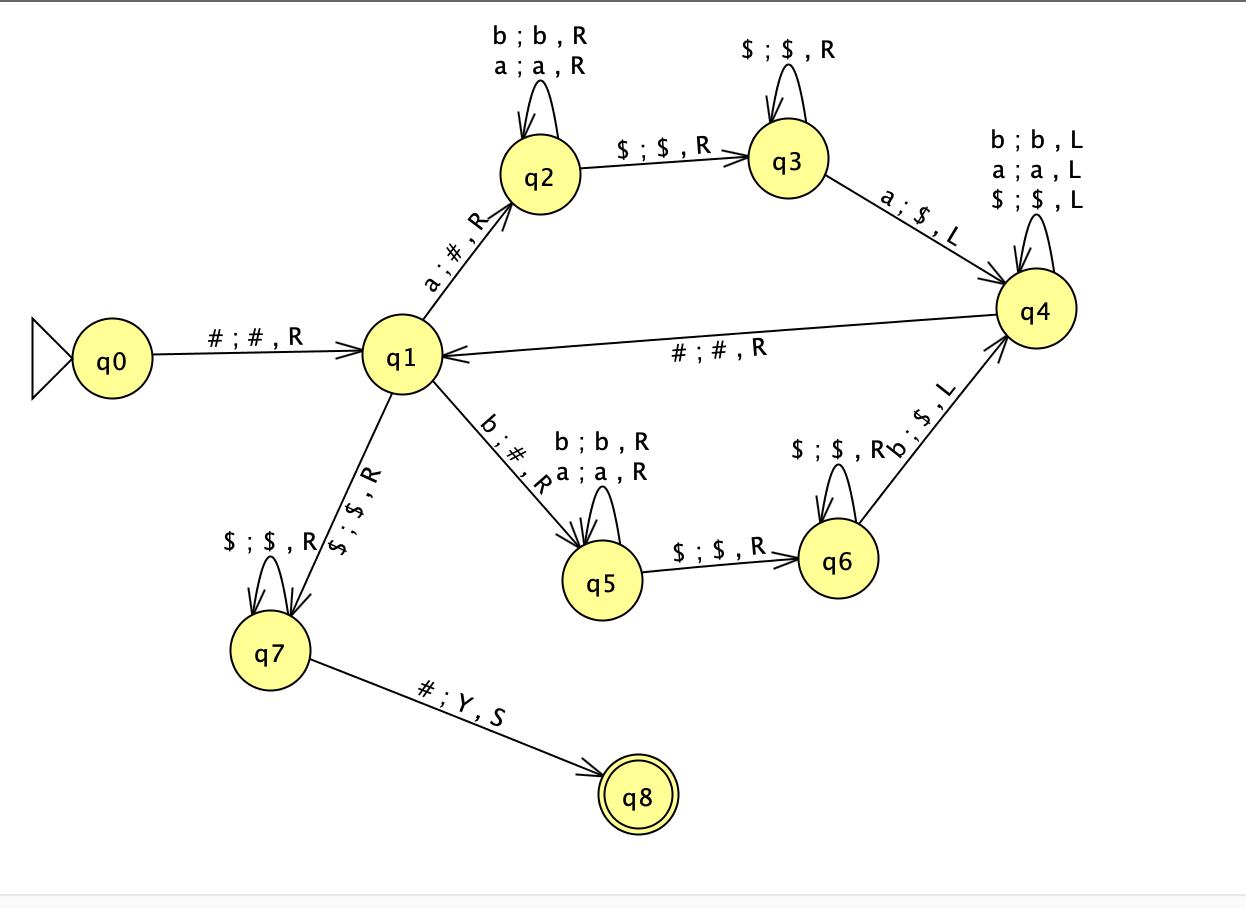 b ; b , R
a ; a , R
$ ; $ , R
b ; b , L
a ; a , L
$ ; $ , L
q2
$ ; $ , R
q3
a ; $ , L
a ; # , R
q4
q0
# ; # , R
q1
# ; # , R
b ; # , R
b ; b , R
a ; a , R
$ ; $ , R
b ; $ , L
$ ; $ , R
$ ; $ , R
q5
$ ; $ , R
q6
q7
# ; Y , S
q8